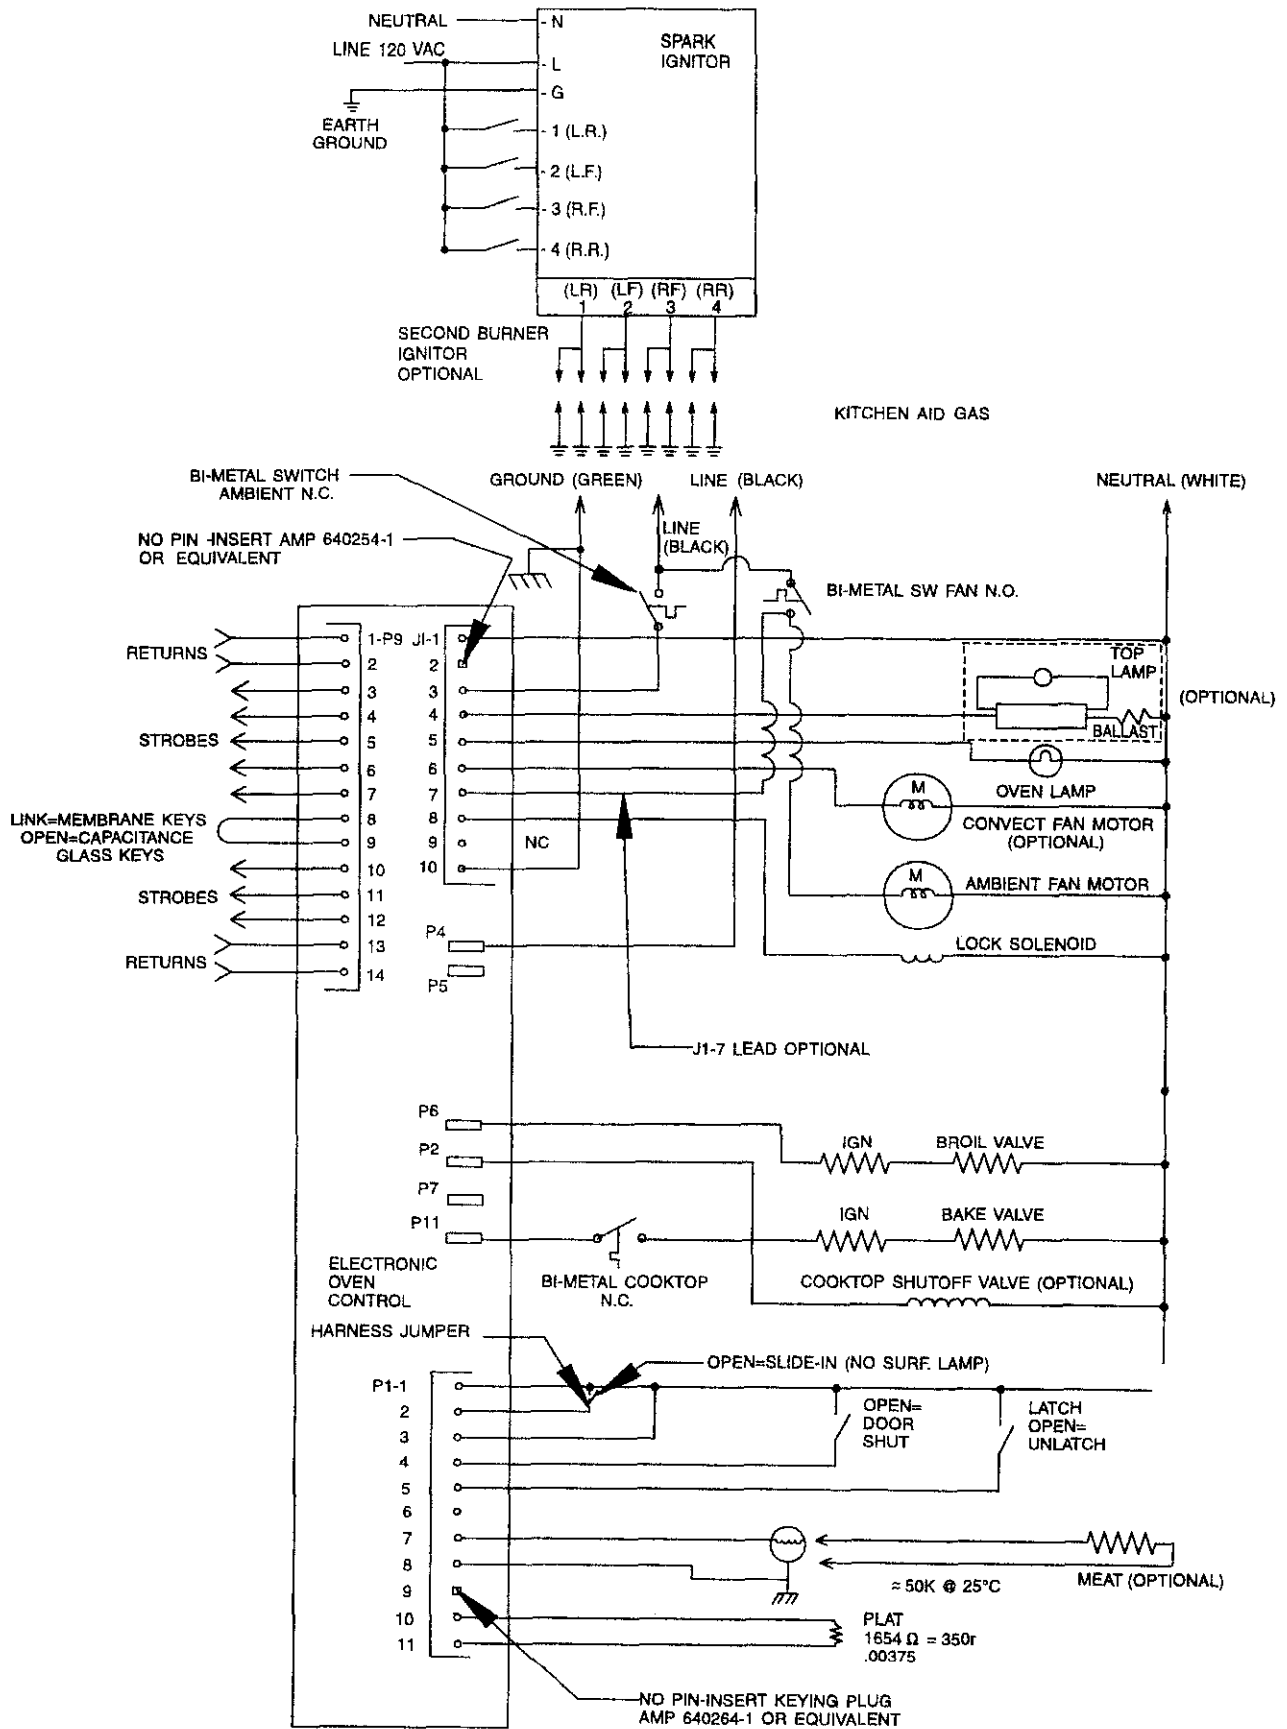 NEUTRAL
- N
SPARK
IGNITOR
LINE 120 VAC
- L
- G
EARTH
GROUND
- 1 (L.R.)
- 2 (L.F.)
- 3 (R.F.)
- 4 (R.R.)
(LR) (LF) (RF) (RR)
1 2 3 4
SECOND BURNER
IGNITOR
OPTIONAL
KITCHEN AID GAS
BI-METAL SWITCH
AMBIENT N.C.
GROUND (GREEN)
LINE (BLACK)
NEUTRAL (WHITE)
NO PIN -INSERT AMP 640254-1
OR EQUIVALENT
LINE
(BLACK)
BI-METAL SW FAN N.O.
RETURNS
1-P9 JI-1
2 2
3 3
4 4
STROBES
5 5
6 6
7 7
LINK=MEMBRANE KEYS
OPEN=CAPACITANCE
GLASS KEYS
8 8
9 9
NC
10 10
STROBES
11
12
RETURNS
13
14
TOP
LAMP
(OPTIONAL)
BALLAST
OVEN LAMP
M
CONVECT FAN MOTOR
(OPTIONAL)
M
AMBIENT FAN MOTOR
LOCK SOLENOID
P4
P5
J1-7 LEAD OPTIONAL
P6
IGN
BROIL VALVE
P2
P7
P11
IGN
BAKE VALVE
BI-METAL COOKTOP
N.C.
COOKTOP SHUTOFF VALVE (OPTIONAL)
ELECTRONIC
OVEN
CONTROL
HARNESS JUMPER
OPEN=SLIDE-IN (NO SURF. LAMP)
P1-1
2
3
4
5
6
7
8
9
10
11
OPEN=
DOOR
SHUT
LATCH
OPEN=
UNLATCH
≈ 50K @ 25°C
MEAT (OPTIONAL)
PLAT
1654 Ω = 350r
.00375
NO PIN-INSERT KEYING PLUG
AMP 640264-1 OR EQUIVALENT